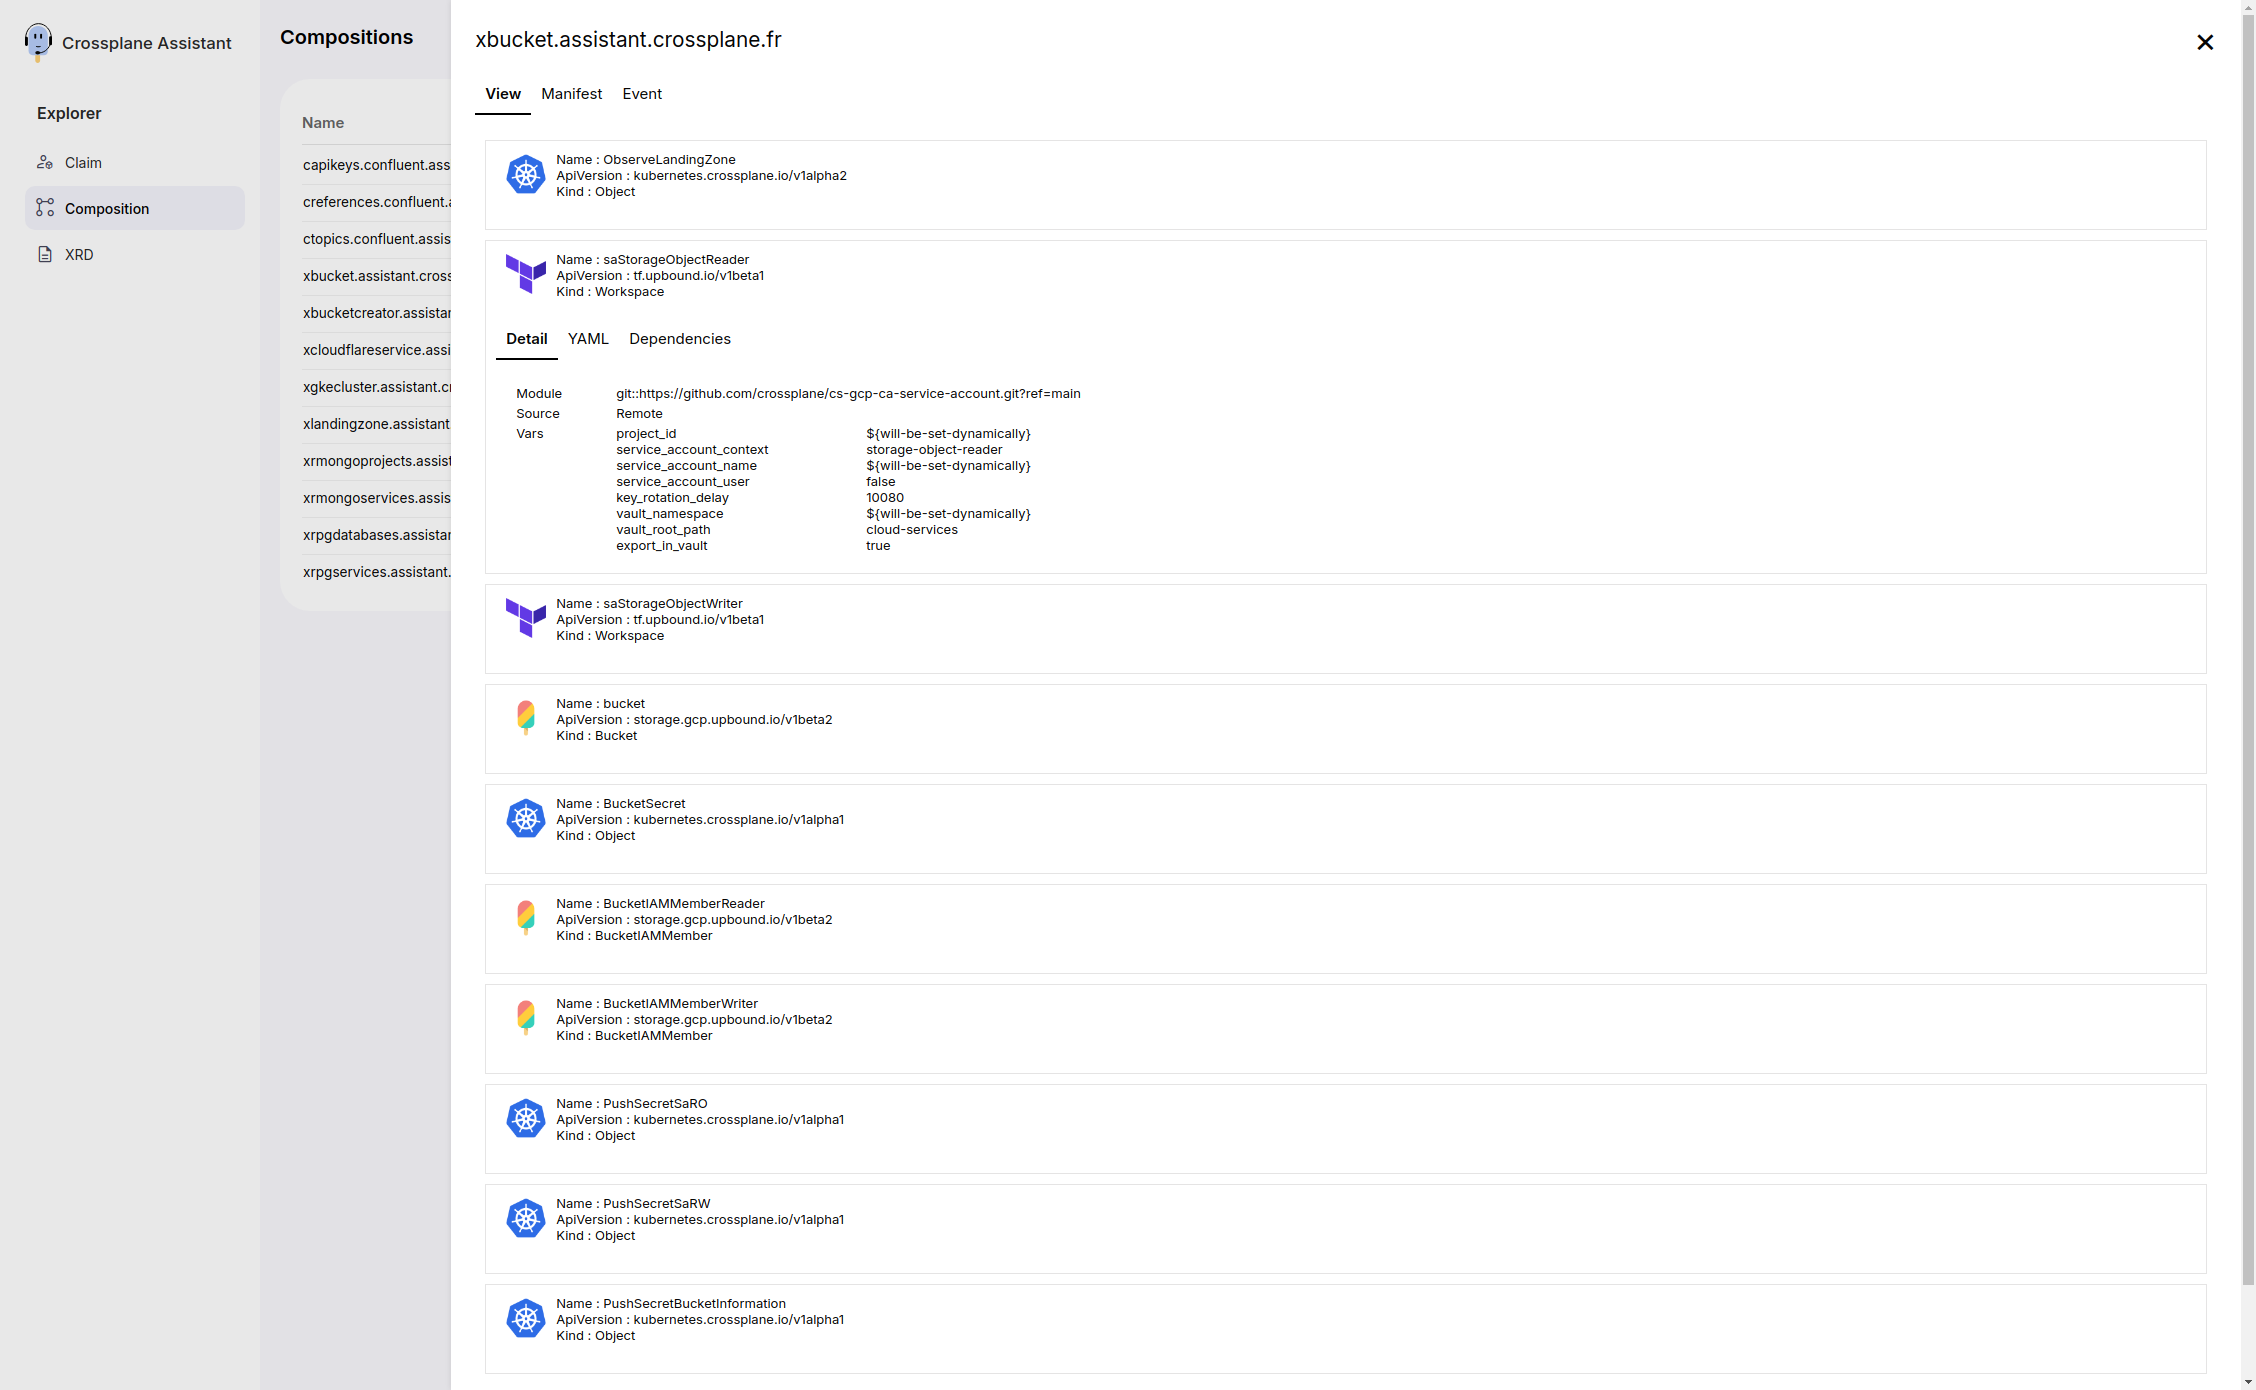 Crossplane Assistant
Explorer
Claim
Composition
XRD
Compositions
Name
capikeys.confluent.ass
creferences.confluent.
ctopics.confluent.assis
xbucket.assistant.cross
xbucketcreator.assistan
xcloudflareservice.assi
xgkecluster.assistant.c
xlandingzone.assistant
xrmongoprojects.assist
xrmongoservices.assis
xrpgdatabases.assistan
xrpgservices.assistant.
xbucket.assistant.crossplane.fr
View Manifest Event
Name : ObserveLandingZone
ApiVersion : kubernetes.crossplane.io/v1alpha2
Kind : Object
Name : saStorageObjectReader
ApiVersion : tf.upbound.io/v1beta1
Kind : Workspace
Detail YAML Dependencies
Module git::https://github.com/crossplane/cs-gcp-ca-service-account.git?ref=main
Source Remote
Vars project_id ${will-be-set-dynamically}
service_account_context storage-object-reader
service_account_name ${will-be-set-dynamically}
service_account_user false
key_rotation_delay 10080
vault_namespace ${will-be-set-dynamically}
vault_root_path cloud-services
export_in_vault true
Name : saStorageObjectWriter
ApiVersion : tf.upbound.io/v1beta1
Kind : Workspace
Name : bucket
ApiVersion : storage.gcp.upbound.io/v1beta2
Kind : Bucket
Name : BucketSecret
ApiVersion : kubernetes.crossplane.io/v1alpha1
Kind : Object
Name : BucketIAMMemberReader
ApiVersion : storage.gcp.upbound.io/v1beta2
Kind : BucketIAMMember
Name : BucketIAMMemberWriter
ApiVersion : storage.gcp.upbound.io/v1beta2
Kind : BucketIAMMember
Name : PushSecretSaRO
ApiVersion : kubernetes.crossplane.io/v1alpha1
Kind : Object
Name : PushSecretSaRW
ApiVersion : kubernetes.crossplane.io/v1alpha1
Kind : Object
Name : PushSecretBucketInformation
ApiVersion : kubernetes.crossplane.io/v1alpha1
Kind : Object